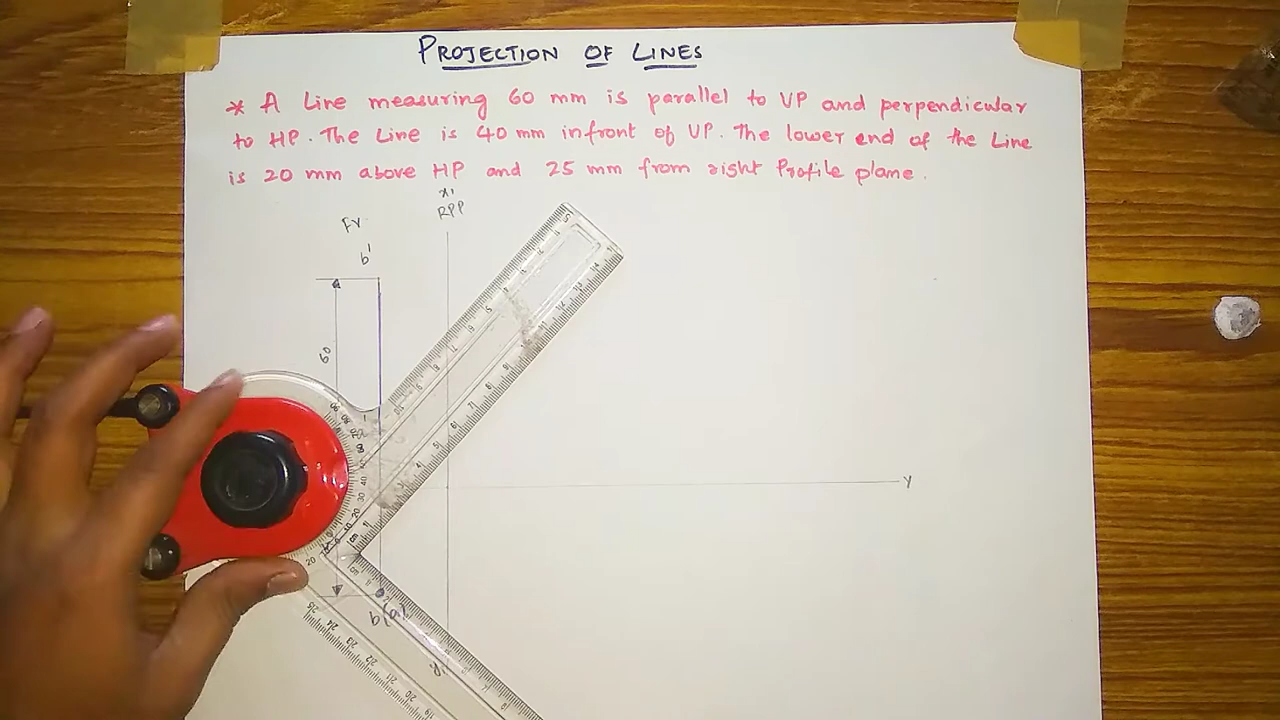 PROJECTION OF LINES
* A Line measuring 60 mm is parallel to VP and perpendicular
to HP. The Line is 40 mm infront of VP. The lower end of the Line
is 20 mm above HP and 25 mm from right Profile plane.
x'
RPP
FV
b'
60
Y
b(a)